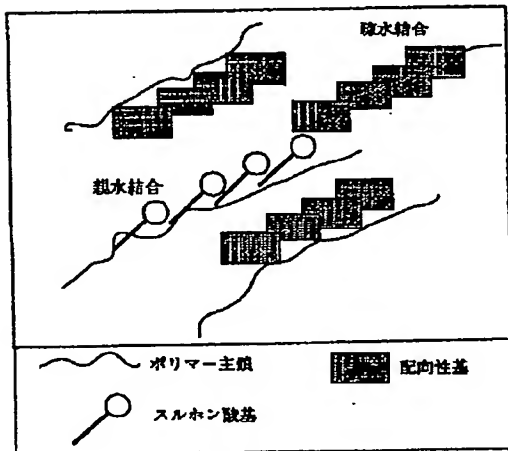 疎水結合
親水結合
ポリマー主鎖
配向性基
スルホン酸基